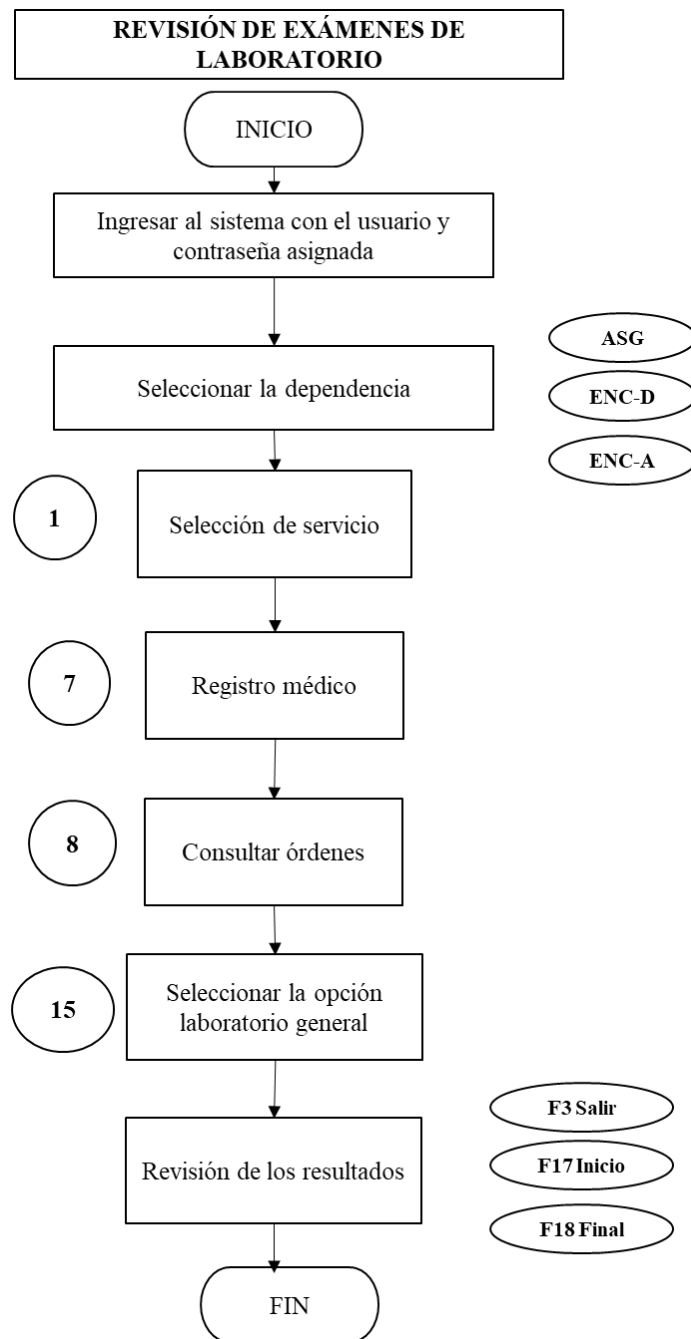 REVISIÓN DE EXÁMENES DE
LABORATORIO
INICIO
Ingresar al sistema con el usuario y
contraseña asignada
Seleccionar la dependencia
ASG
ENC-D
ENC-A
1
Selección de servicio
7
Registro médico
8
Consultar órdenes
15
Seleccionar la opción
laboratorio general
Revisión de los resultados
F3 Salir
F17 Inicio
F18 Final
FIN